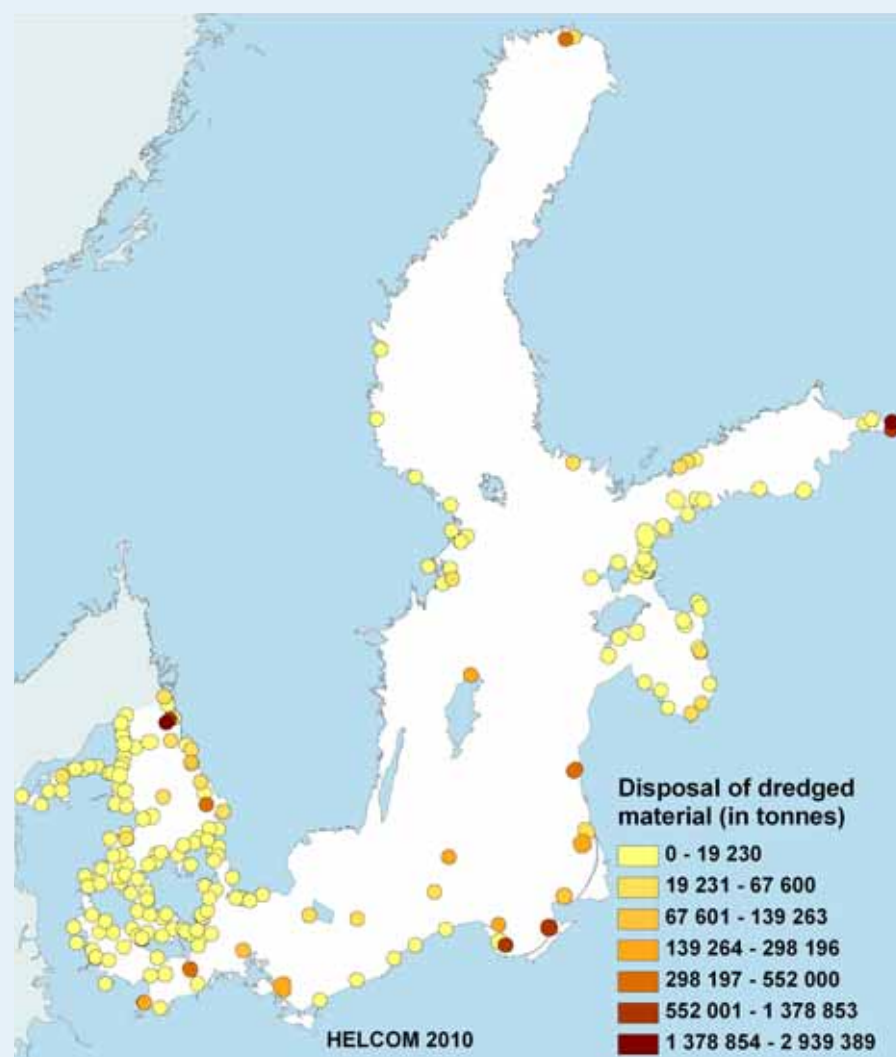 Disposal of dredged
material (in tonnes)
0 - 19 230
19 231 - 67 600
67 601 - 139 263
139 264 - 298 196
298 197 - 552 000
552 001 - 1 378 853
1 378 854 - 2 939 389
HELCOM 2010